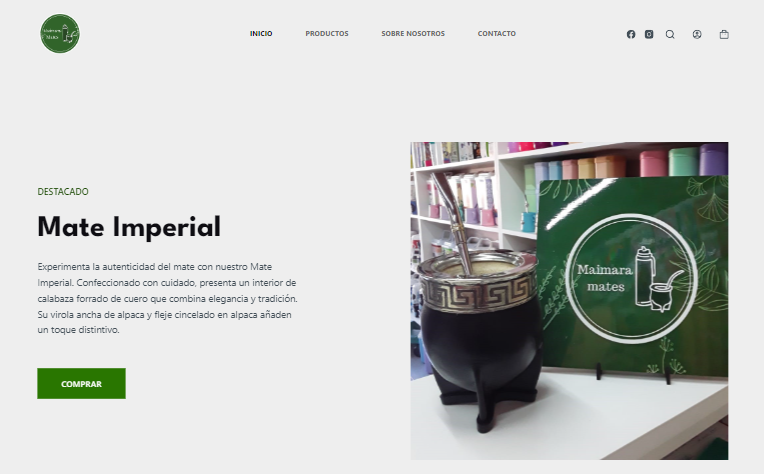 Maimara
Mates
INICIO
PRODUCTOS
SOBRE NOSOTROS
CONTACTO
DESTACADO
Mate Imperial
Experimenta la autenticidad del mate con nuestro Mate
Imperial. Confeccionado con cuidado, presenta un interior de
calabaza forrado de cuero que combina elegancia y tradición.
Su virola ancha de alpaca y fleje cincelado en alpaca añaden
un toque distintivo.
COMPRAR
Maimara
mates